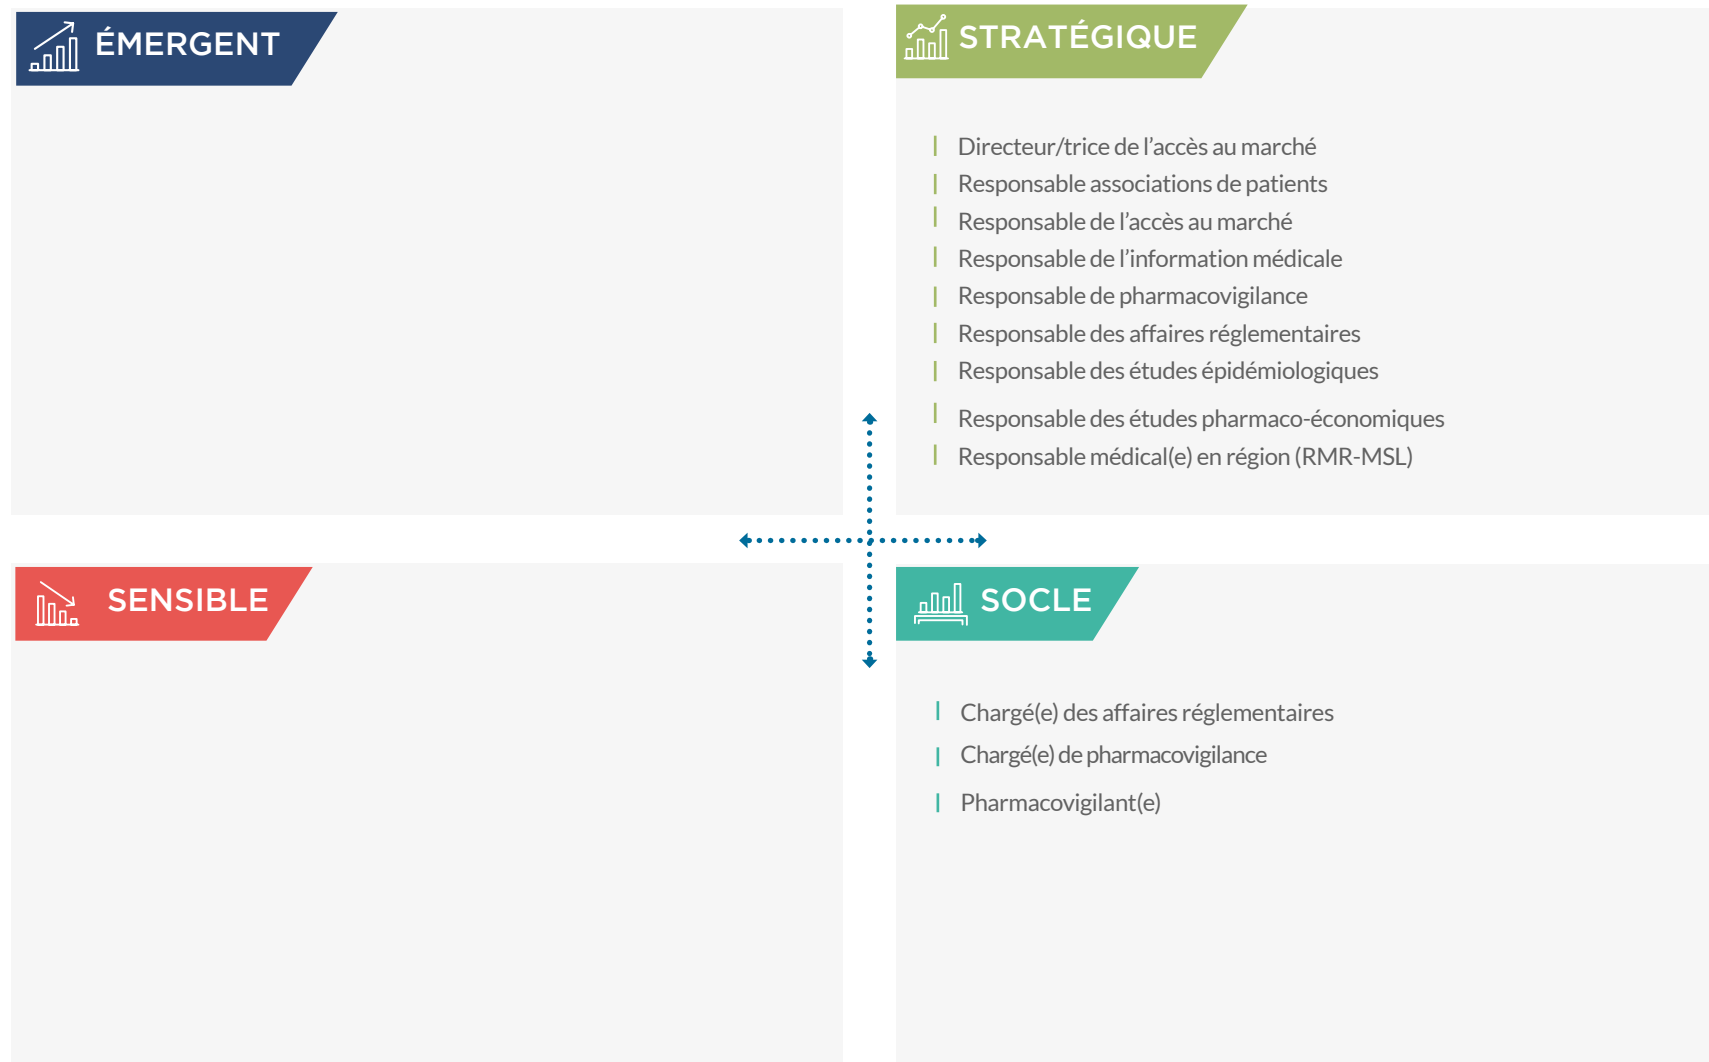 ÉMERGENT
STRATÉGIQUE
Directeur/trice de l’accès au marché
Responsable associations de patients
Responsable de l’accès au marché
Responsable de l’information médicale
Responsable de pharmacovigilance
Responsable des affaires réglementaires
Responsable des études épidémiologiques
Responsable des études pharmaco-économiques
Responsable médical(e) en région (RMR-MSL)
SENSIBLE
SOCLE
Chargé(e) des affaires réglementaires
Chargé(e) de pharmacovigilance
Pharmacovigilant(e)